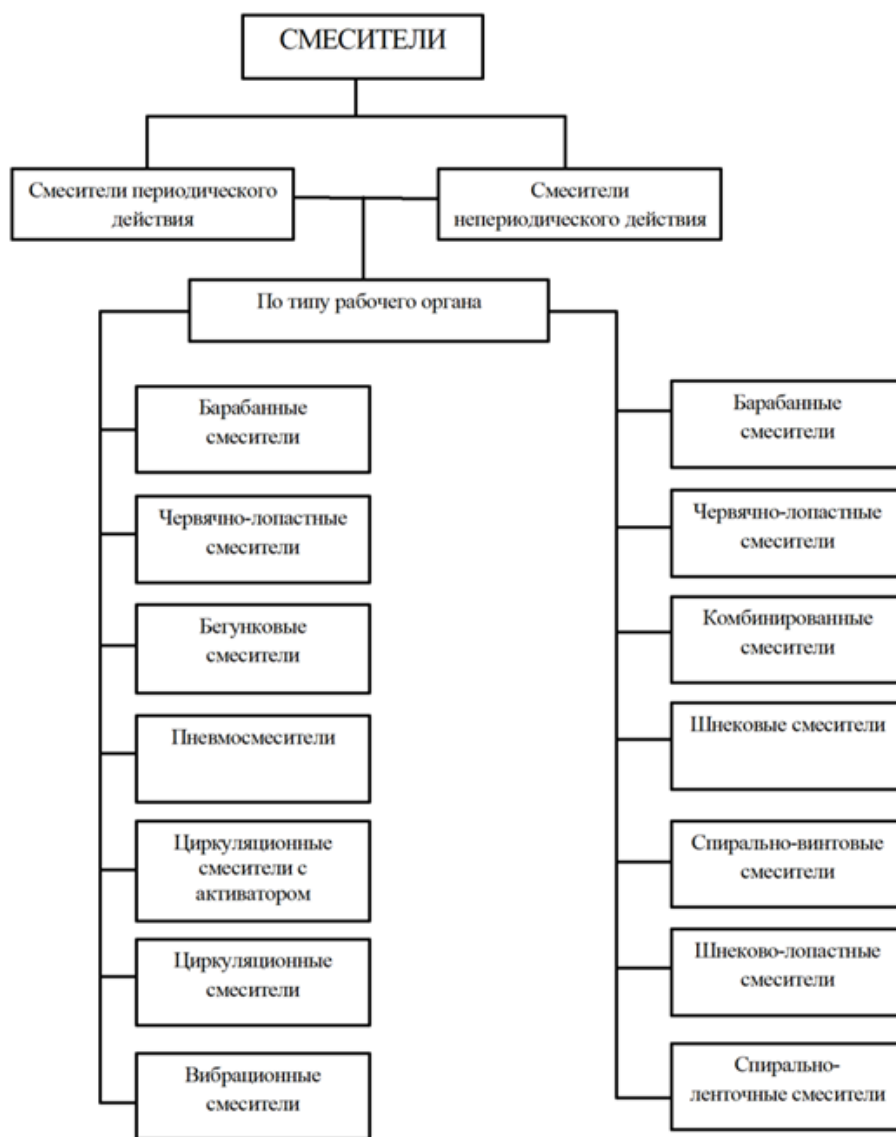 СМЕСИТЕЛИ
Смесители периодического
действия
Смесители
непериодического действия
По типу рабочего органа
Барабанные
смесители
Червячно-лопастные
смесители
Бегунковые
смесители
Пневмосмесители
Циркуляционные
смесители с
активатором
Циркуляционные
смесители
Вибрационные
смесители
Барабанные
смесители
Червячно-лопастные
смесители
Комбинированные
смесители
Шнековые смесители
Спирально-винтовые
смесители
Шнеково-лопастные
смесители
Спирально-
ленточные смесители